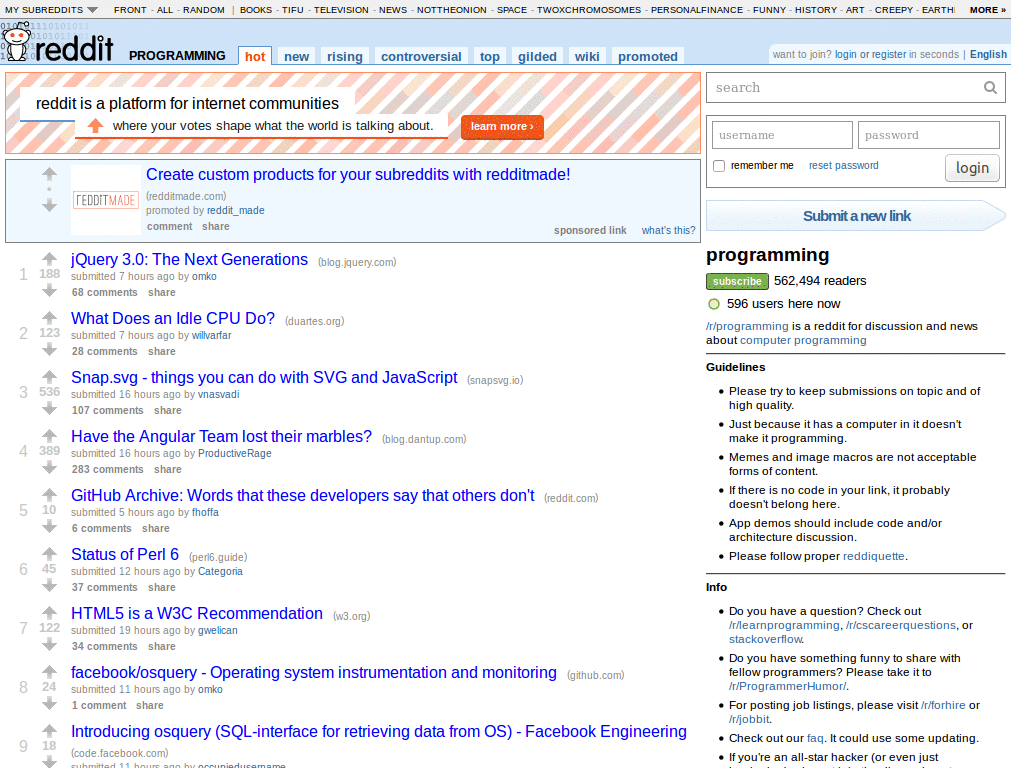 MY SUBREDDITS FRONT - ALL - RANDOM | BOOKS - TIFU - TELEVISION - NEWS - NOTTHEONION - SPACE - TWOXCHROMOSOMES - PERSONALFINANCE - FUNNY - HISTORY - ART - CREEPY - EARTH MORE »
reddit PROGRAMMING hot new rising controversial top gilded wiki promoted
want to join? login or register in seconds | English
reddit is a platform for internet communities
where your votes shape what the world is talking about. learn more ›
REDDITMADE
Create custom products for your subreddits with redditmade!
(redditmade.com)
promoted by reddit_made
comment share
sponsored link what's this?
1
188
jQuery 3.0: The Next Generations (blog.jquery.com)
submitted 7 hours ago by omko
68 comments share
2
123
What Does an Idle CPU Do? (duartes.org)
submitted 7 hours ago by willvarfar
28 comments share
3
536
Snap.svg - things you can do with SVG and JavaScript (snapsvg.io)
submitted 16 hours ago by vnasvadi
107 comments share
4
389
Have the Angular Team lost their marbles? (blog.dantup.com)
submitted 16 hours ago by ProductiveRage
283 comments share
5
10
GitHub Archive: Words that these developers say that others don't (reddit.com)
submitted 5 hours ago by fhoffa
6 comments share
6
45
Status of Perl 6 (perl6.guide)
submitted 12 hours ago by Categoria
37 comments share
7
122
HTML5 is a W3C Recommendation (w3.org)
submitted 19 hours ago by gwelican
34 comments share
8
24
facebook/osquery - Operating system instrumentation and monitoring (github.com)
submitted 11 hours ago by omko
1 comment share
9
18
Introducing osquery (SQL-interface for retrieving data from OS) - Facebook Engineering
(code.facebook.com)
submitted 11 hours ago by occupiedusername
search
username password
remember me reset password login
Submit a new link
programming
subscribe 562,494 readers
596 users here now
/r/programming is a reddit for discussion and news
about computer programming
Guidelines
Please try to keep submissions on topic and of
high quality.
Just because it has a computer in it doesn't
make it programming.
Memes and image macros are not acceptable
forms of content.
If there is no code in your link, it probably
doesn't belong here.
App demos should include code and/or
architecture discussion.
Please follow proper reddiquette.
Info
Do you have a question? Check out
/r/learnprogramming, /r/cscareerquestions, or
stackoverflow.
Do you have something funny to share with
fellow programmers? Please take it to
/r/ProgrammerHumor/.
For posting job listings, please visit /r/forhire or
/r/jobbit.
Check out our faq. It could use some updating.
If you're an all-star hacker (or even just